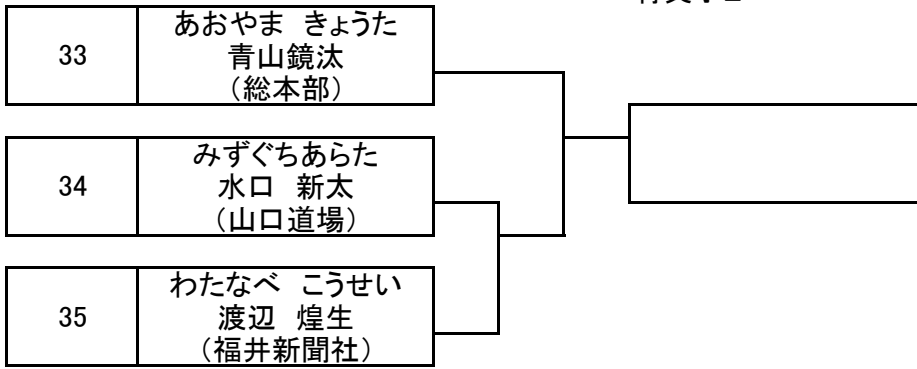 33
あおやま きょうた
青山鏡汰
(総本部)
34
みずぐちあらた
水口 新太
(山口道場)
35
わたなべ こうせい
渡辺 煌生
(福井新聞社)